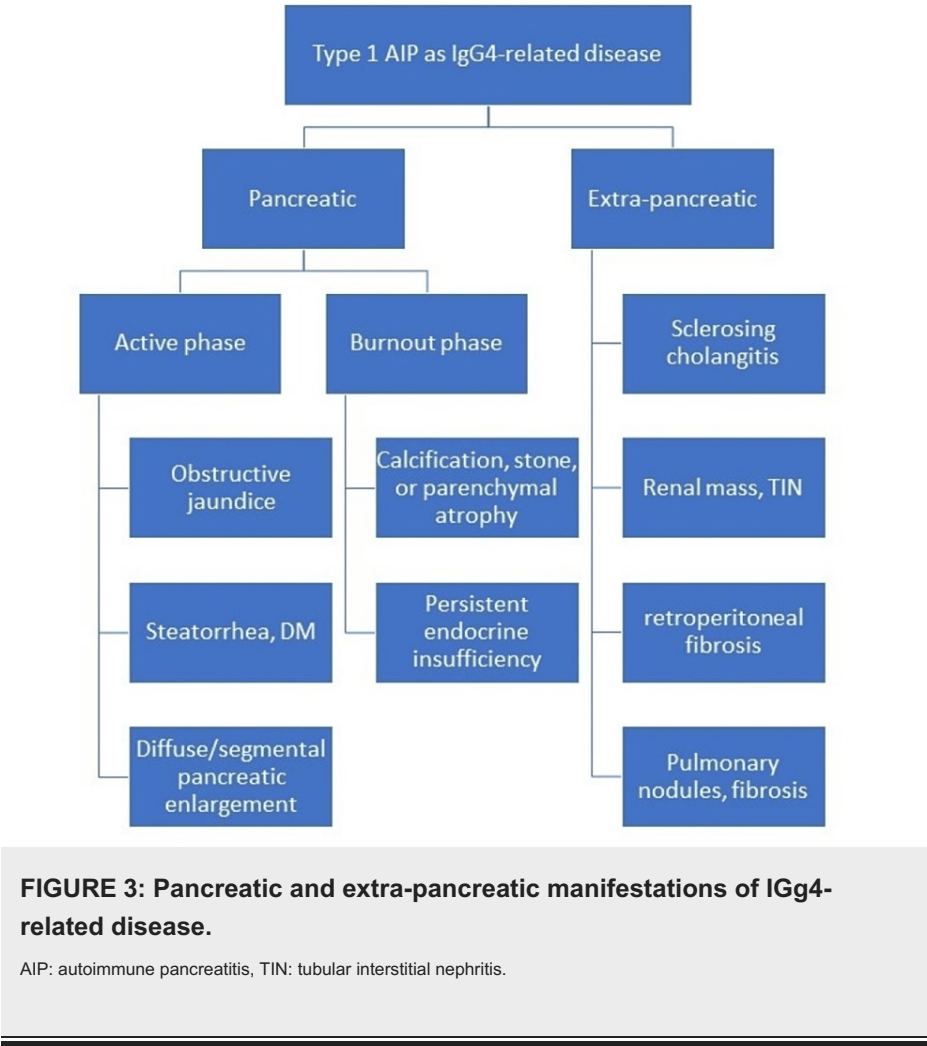 Type 1 AIP as IgG4-related disease
Pancreatic
Extra-pancreatic
Active phase
Burnout phase
Obstructive
jaundice
Steatorrhea, DM
Diffuse/segmental
pancreatic
enlargement
Calcification, stone,
or parenchymal
atrophy
Persistent
endocrine
insufficiency
Sclerosing
cholangitis
Renal mass, TIN
retroperitoneal
fibrosis
Pulmonary
nodules, fibrosis
FIGURE 3: Pancreatic and extra-pancreatic manifestations of IGg4-
related disease.
AIP: autoimmune pancreatitis, TIN: tubular interstitial nephritis.